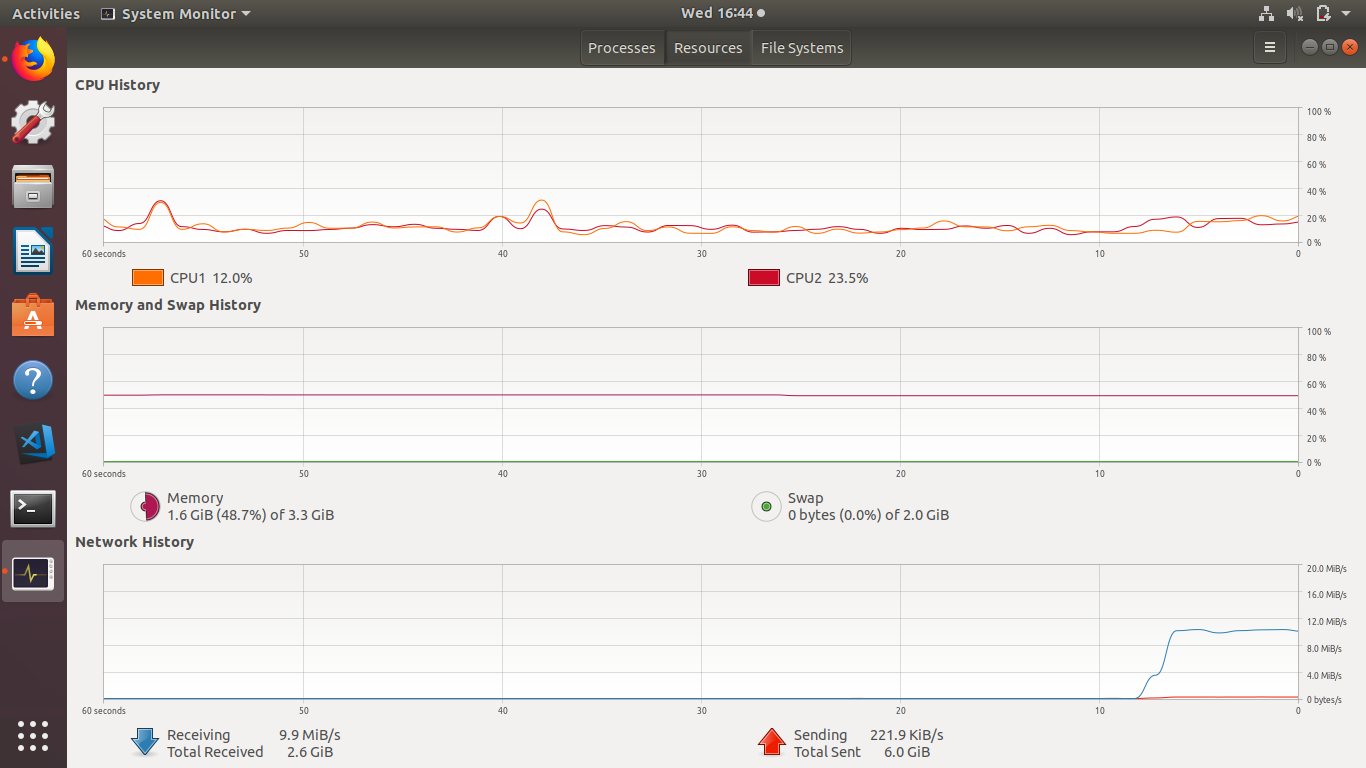 Activities System Monitor Wed 16:44
Processes Resources File Systems
CPU History
100 %
80 %
60 %
40 %
20 %
0 %
60 seconds 50 40 30 20 10 0
CPU1 12.0% CPU2 23.5%
Memory and Swap History
100 %
80 %
60 %
40 %
20 %
0 %
60 seconds 50 40 30 20 10 0
Memory Swap
1.6 GiB (48.7%) of 3.3 GiB 0 bytes (0.0%) of 2.0 GiB
Network History
20.0 MiB/s
16.0 MiB/s
12.0 MiB/s
8.0 MiB/s
4.0 MiB/s
0 bytes/s
60 seconds 50 40 30 20 10 0
Receiving 9.9 MiB/s Sending 221.9 KiB/s
Total Received 2.6 GiB Total Sent 6.0 GiB